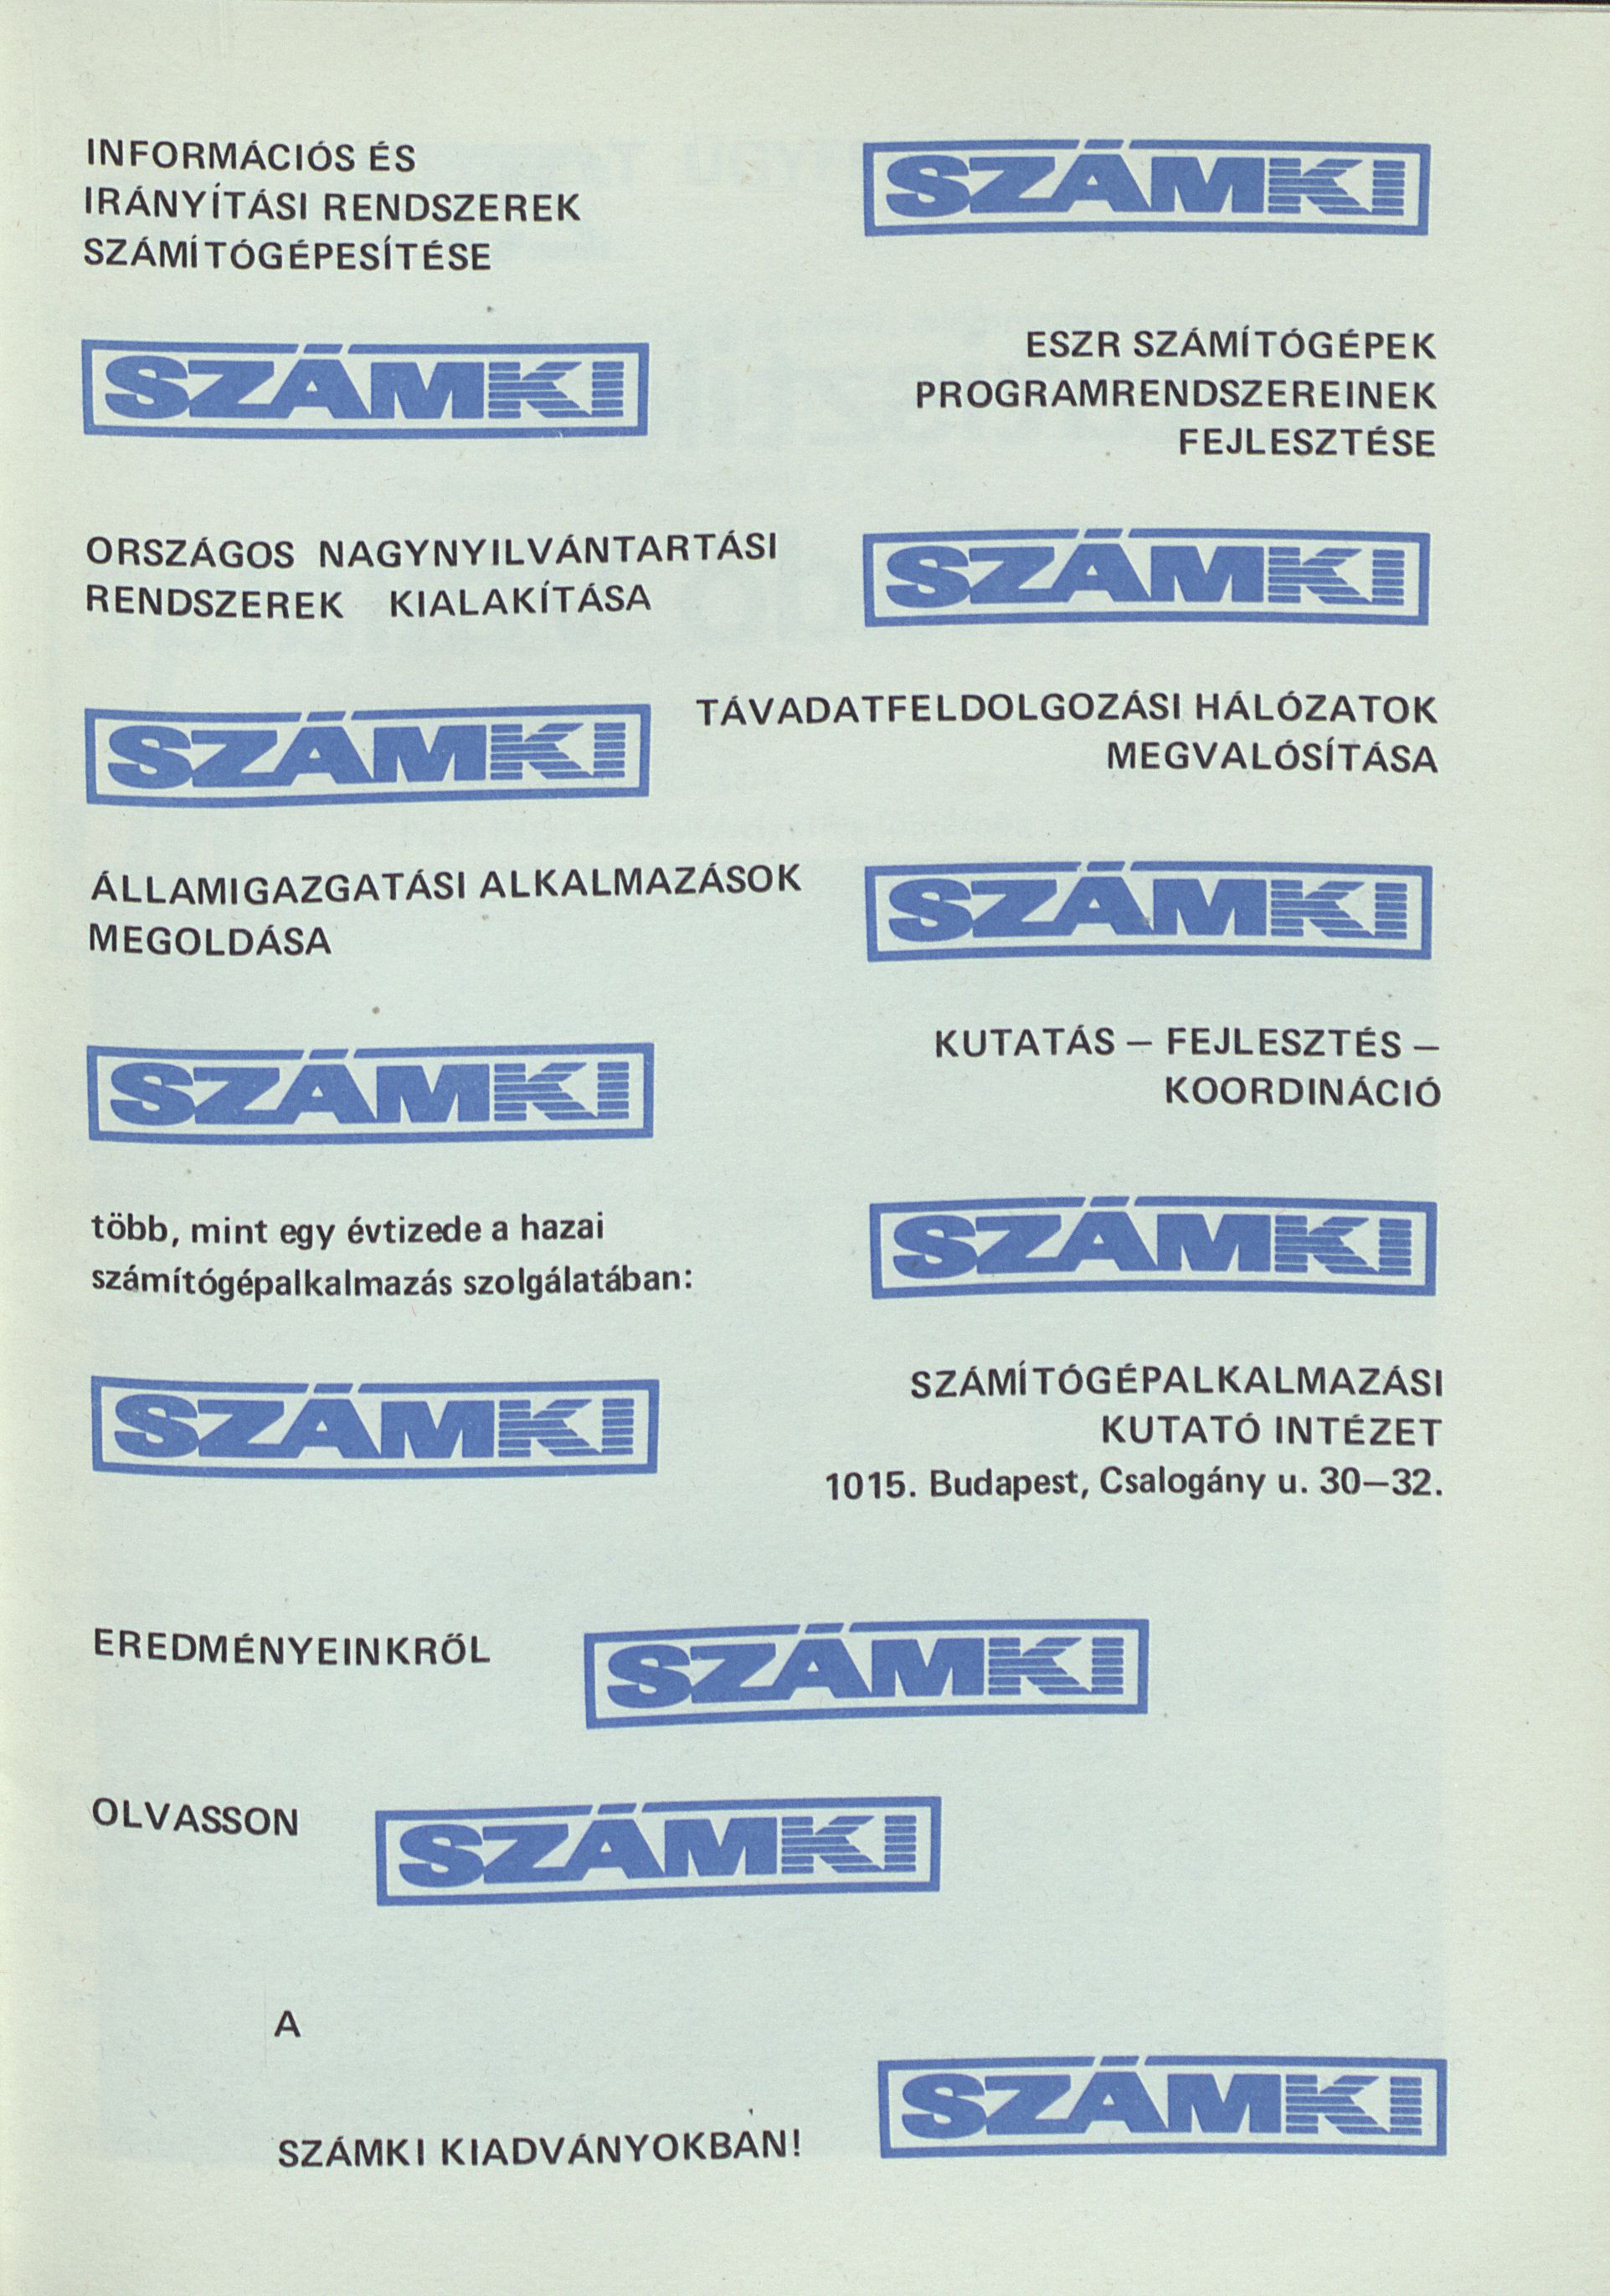 INFORMÁCIÓS ÉS
IRÁNYÍTÁSI RENDSZEREK
SZÁMÍTÓGÉPESÍTÉSE
SZÁMKI
SZÁMKI
ESZR SZÁMÍTÓGÉPEK
PROGRAMRENDSZEREINEK
FEJLESZTÉSE
ORSZÁGOS NAGYNYILVÁNTARTÁSI
RENDSZEREK KIALAKÍTÁSA
SZÁMKI
SZÁMKI
TÁVADATFELDOLGOZÁSI HÁLÓZATOK
MEGVALÓSÍTÁSA
ÁLLAMIGAZGATÁSI ALKALMAZÁSOK
MEGOLDÁSA
SZÁMKI
SZÁMKI
KUTATÁS – FEJLESZTÉS –
KOORDINÁCIÓ
több, mint egy évtizede a hazai
számítógépalkalmazás szolgálatában:
SZÁMKI
SZÁMKI
SZÁMÍTÓGÉPALKALMAZÁSI
KUTATÓ INTÉZET
1015. Budapest, Csalogány u. 30–32.
EREDMÉNYEINKRŐL
SZÁMKI
OLVASSON
SZÁMKI
A
SZÁMKI KIADVÁNYOKBAN!
SZÁMKI